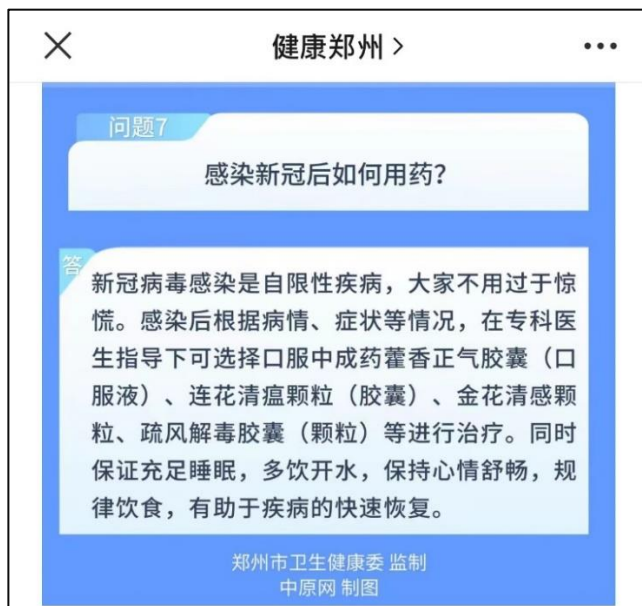 健康郑州 >
问题7
感染新冠后如何用药？
答
新冠病毒感染是自限性疾病，大家不用过于惊
慌。感染后根据病情、症状等情况，在专科医
生指导下可选择口服中成药藿香正气胶囊（口
服液）、连花清瘟颗粒（胶囊）、金花清感颗
粒、疏风解毒胶囊（颗粒）等进行治疗。同时
保证充足睡眠，多饮开水，保持心情舒畅，规
律饮食，有助于疾病的快速恢复。
郑州市卫生健康委 监制
中原网 制图